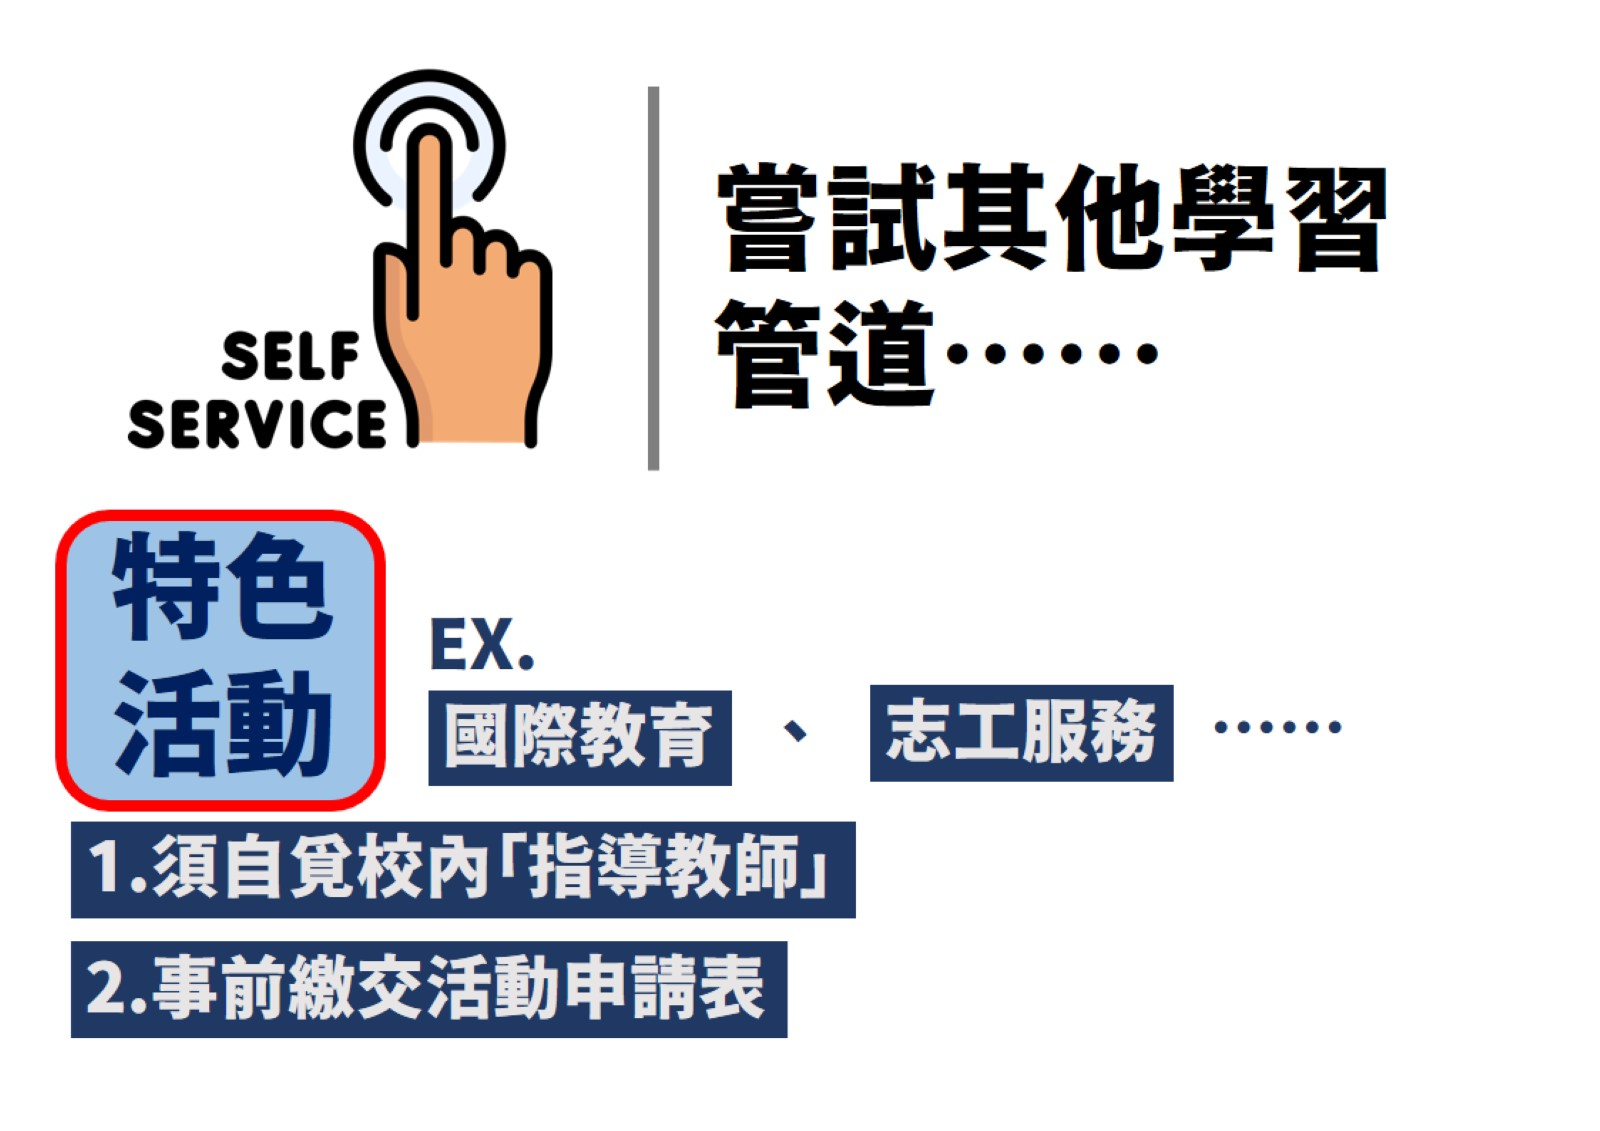 SELF
SERVICE
嘗試其他學習
管道⋯⋯
特色
活動
EX.
國際教育、志工服務⋯⋯
1.須自覓校內「指導教師」
2.事前繳交活動申請表